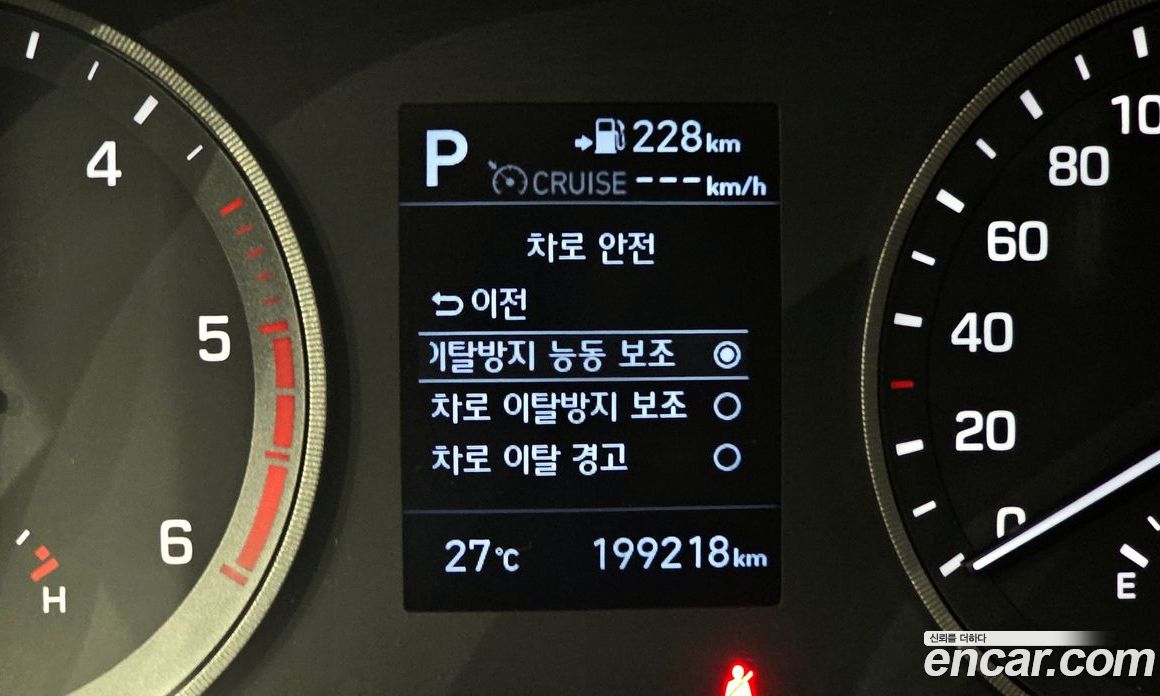 P
228km
CRUISE ---km/h
차로 안전
이전
이탈방지 능동 보조
차로 이탈방지 보조
차로 이탈 경고
27°C
199218km
4
5
6
H
100
80
60
40
20
0
E
신뢰를 더하다
encar.com